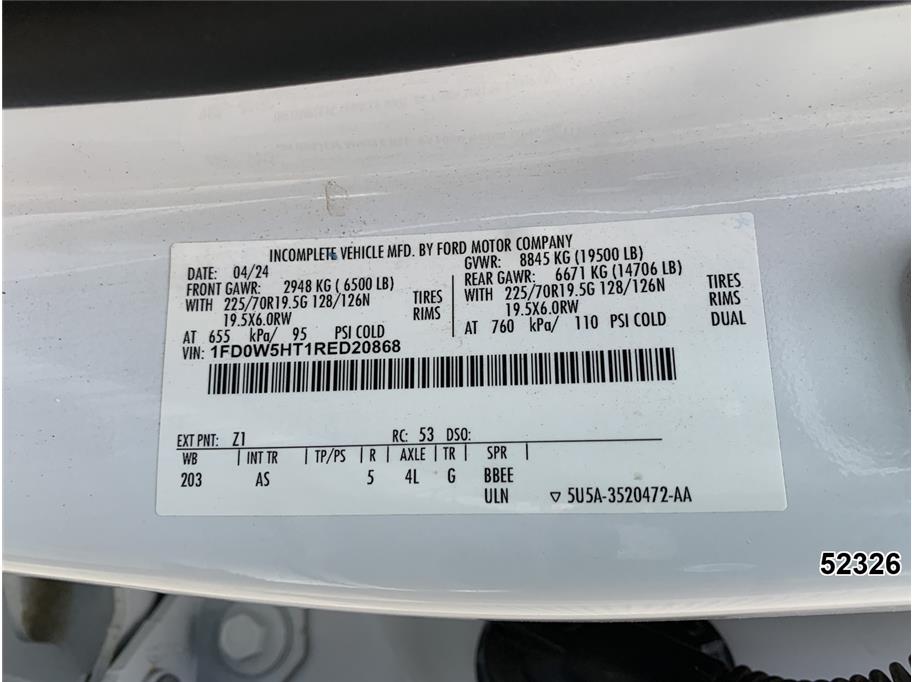 INCOMPLETE VEHICLE MFD. BY FORD MOTOR COMPANY
DATE: 04/24
GVWR: 8845 KG (19500 LB)
FRONT GAWR: 2948 KG ( 6500 LB)
REAR GAWR: 6671 KG (14706 LB)
WITH 225/70R19.5G 128/126N TIRES
WITH 225/70R19.5G 128/126N TIRES
19.5X6.0RW RIMS
19.5X6.0RW RIMS
AT 655 kPa/ 95 PSI COLD
AT 760 kPa/ 110 PSI COLD DUAL
VIN: 1FD0W5HT1RED20868
EXT PNT: Z1 RC: 53 DSO:
WB | INT TR | TP/PS | R | AXLE | TR | SPR |
203 AS 5 4L G BBEE
ULN ▽ 5U5A-3520472-AA
52326